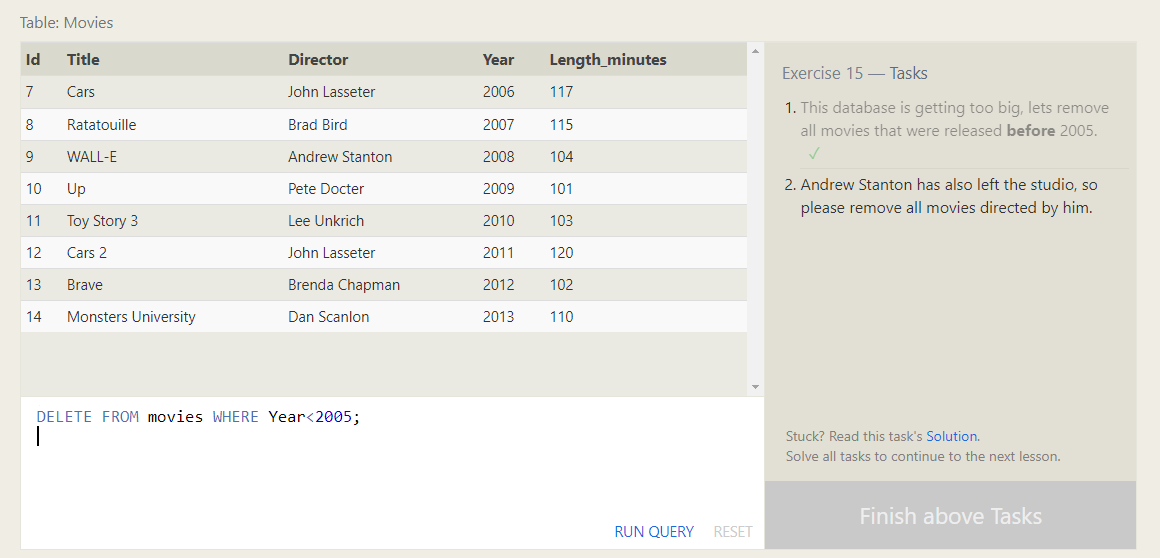 Table: Movies
Id Title Director Year Length_minutes
7 Cars John Lasseter 2006 117
8 Ratatouille Brad Bird 2007 115
9 WALL-E Andrew Stanton 2008 104
10 Up Pete Docter 2009 101
11 Toy Story 3 Lee Unkrich 2010 103
12 Cars 2 John Lasseter 2011 120
13 Brave Brenda Chapman 2012 102
14 Monsters University Dan Scanlon 2013 110
DELETE FROM movies WHERE Year<2005;
RUN QUERY RESET
Exercise 15 — Tasks
1. This database is getting too big, lets remove
all movies that were released before 2005.
✓
2. Andrew Stanton has also left the studio, so
please remove all movies directed by him.
Stuck? Read this task's Solution.
Solve all tasks to continue to the next lesson.
Finish above Tasks